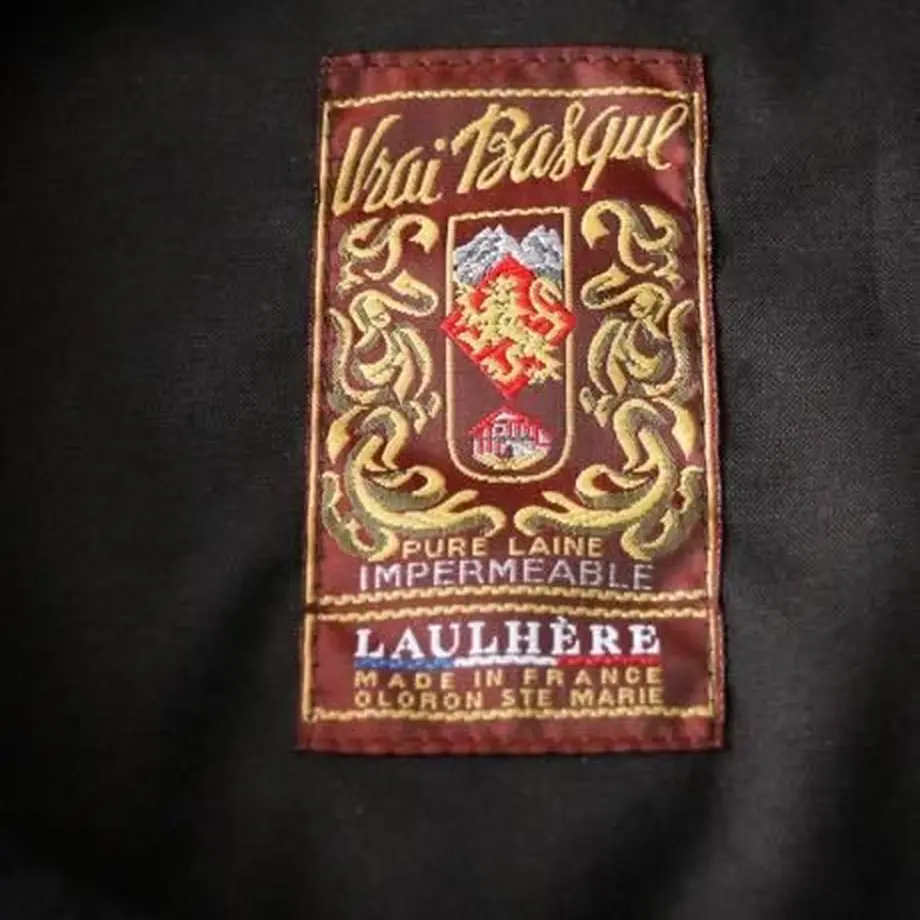 Vrai Basque
PURE LAINE
IMPERMEABLE
LAULHÈRE
MADE IN FRANCE
OLORON STE MARIE